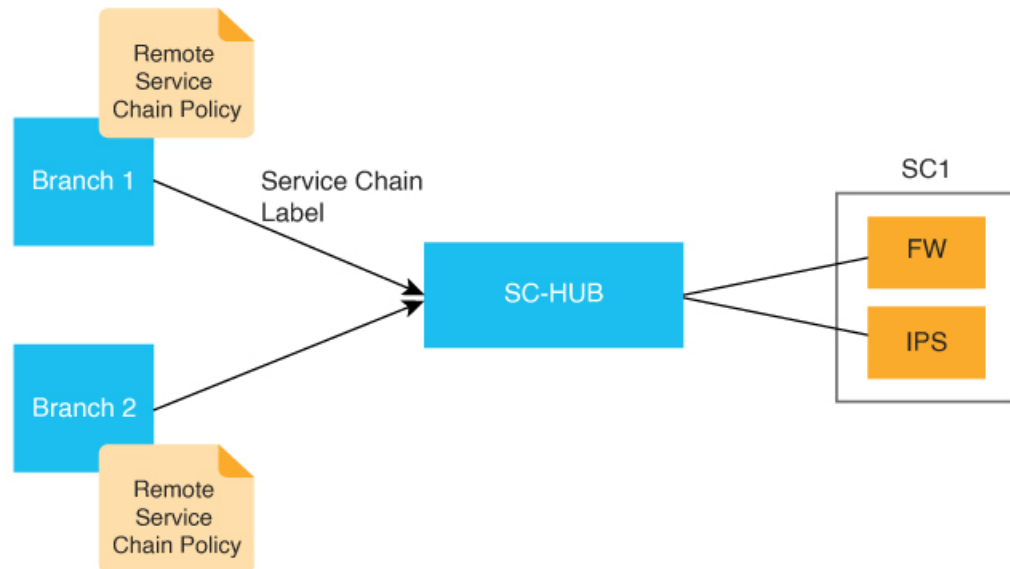 Remote
Service
Chain Policy
Branch 1
Service Chain
Label
SC1
FW
SC-HUB
IPS
Branch 2
Remote
Service
Chain Policy